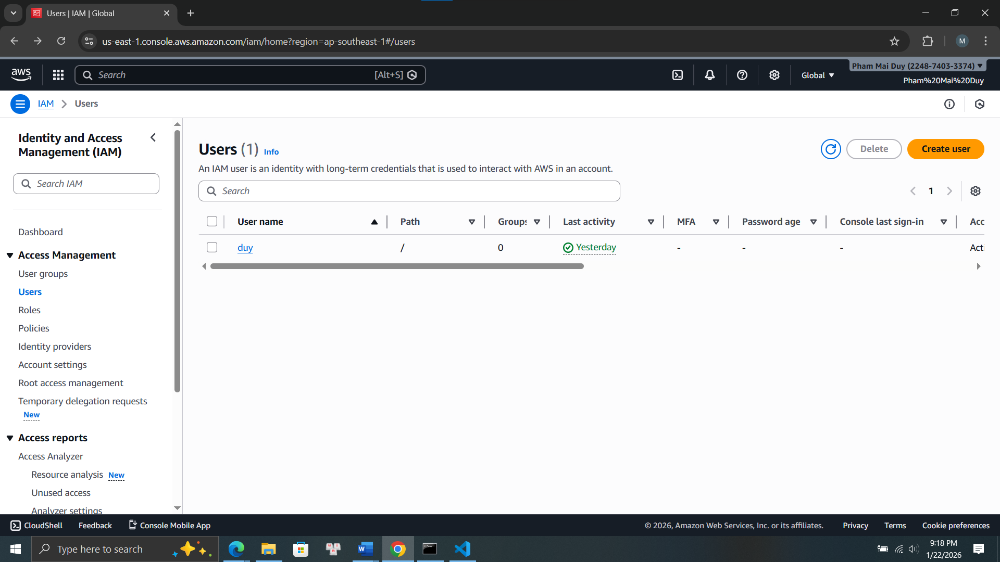 Users | IAM | Global
us-east-1.console.aws.amazon.com/iam/home?region=ap-southeast-1#/users
M
aws
Search
[Alt+S]
Global
Pham Mai Duy (2248-7403-3374)
Pham%20Mai%20Duy
IAM
Users
Identity and Access
Management (IAM)
Search IAM
Dashboard
Access Management
User groups
Users
Roles
Policies
Identity providers
Account settings
Root access management
Temporary delegation requests
New
Access reports
Access Analyzer
Resource analysis New
Unused access
Analyzer settings
Users (1) Info
Delete
Create user
An IAM user is an identity with long-term credentials that is used to interact with AWS in an account.
Search
1
User name Path Groups Last activity MFA Password age Console last sign-in Acc
duy / 0 Yesterday - - - Acti
CloudShell Feedback Console Mobile App
© 2026, Amazon Web Services, Inc. or its affiliates. Privacy Terms Cookie preferences
Type here to search
9:18 PM
1/22/2026